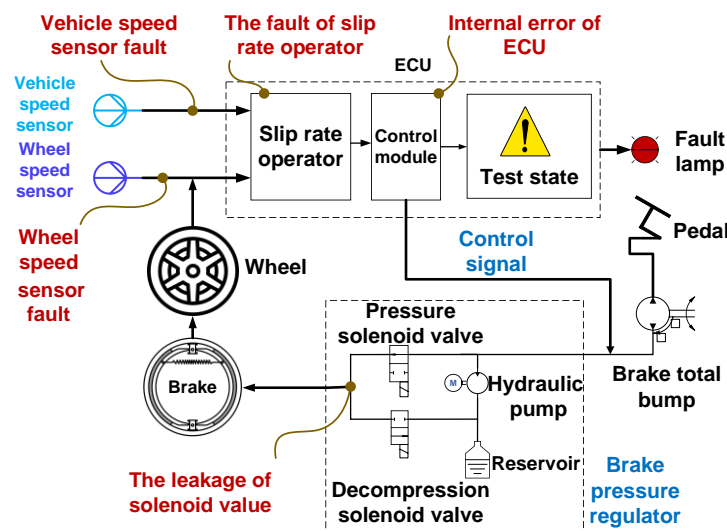 Vehicle speed
sensor fault
The fault of slip
rate operator
Internal error of
ECU
ECU
Vehicle
speed
sensor
Wheel
speed
sensor
Slip rate
operator
Control
module
Test state
Fault
lamp
Wheel
speed
sensor
fault
Wheel
Control
signal
Pedal
Pressure
solenoid valve
Brake
M
Hydraulic
pump
Brake total
bump
Reservoir
The leakage of
solenoid value
Decompression
solenoid valve
Brake
pressure
regulator